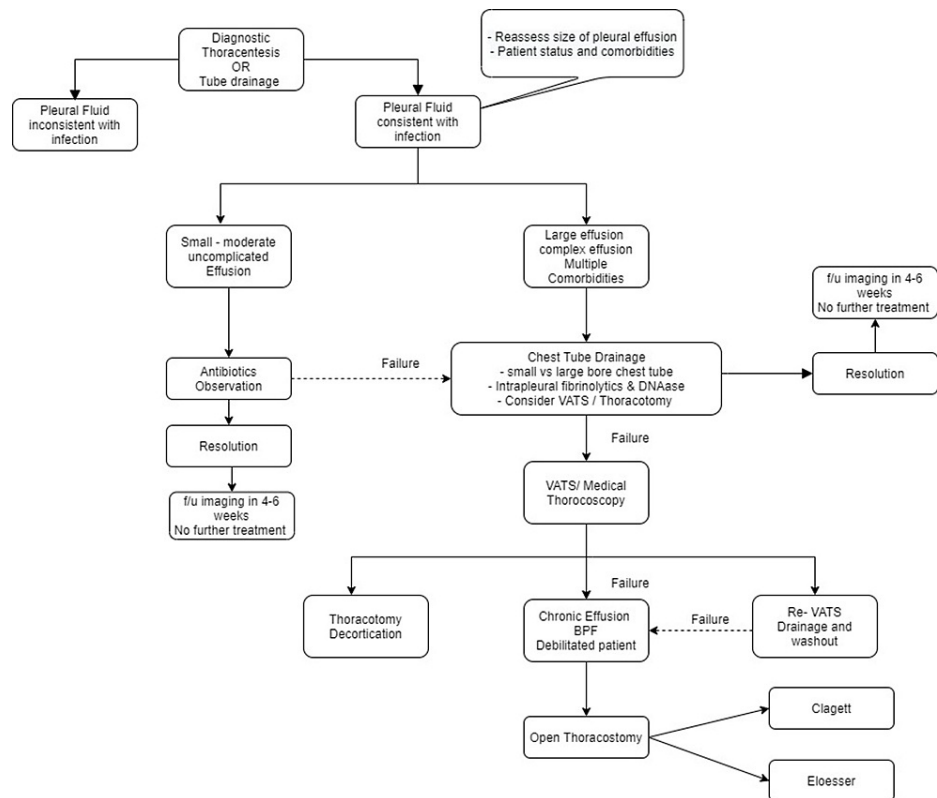 Diagnostic
Thoracentesis
OR
Tube drainage
- Reassess size of pleural effusion
- Patient status and comorbidities
Pleural Fluid
inconsistent with
infection
Pleural Fluid
consistent with
infection
Small - moderate
uncomplicated
Effusion
Large effusion
complex effusion
Multiple
Comorbidities
f/u imaging in 4-6
weeks
No further treatment
Antibiotics
Observation
Failure
Chest Tube Drainage
- small vs large bore chest tube
- Intrapleural fibrinolytics & DNAase
- Consider VATS / Thoracotomy
Resolution
Resolution
Failure
f/u imaging in 4-6
weeks
No further treatment
VATS/ Medical
Thorocoscopy
Failure
Thoracotomy
Decortication
Chronic Effusion
BPF
Debilitated patient
Failure
Re- VATS
Drainage and
washout
Open Thoracostomy
Clagett
Eloesser